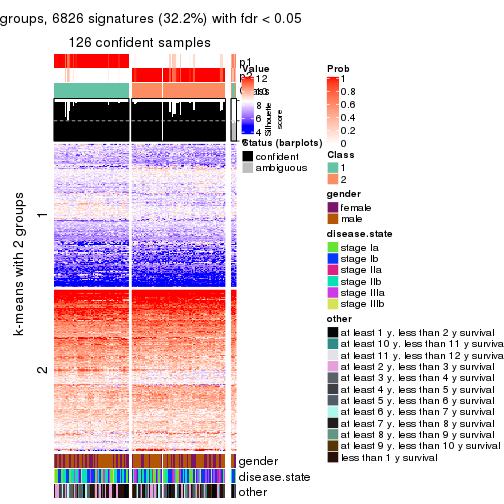 groups, 6826 signatures (32.2%) with fdr < 0.05
126 confident samples
p1
p2
Class
Value
12
10
8
6
4
Silhouette
score
Status (barplots)
confident
ambiguous
k-means with 2 groups
1
2
gender
disease.state
other
Prob
1
0.8
0.6
0.4
0.2
0
Class
1
2
gender
female
male
disease.state
stage Ia
stage Ib
stage IIa
stage IIb
stage IIIa
stage IIIb
other
at least 1 y. less than 2 y survival
at least 10 y. less than 11 y survival
at least 11 y. less than 12 y survival
at least 2 y. less than 3 y survival
at least 3 y. less than 4 y survival
at least 4 y. less than 5 y survival
at least 5 y. less than 6 y survival
at least 6 y. less than 7 y survival
at least 7 y. less than 8 y survival
at least 8 y. less than 9 y survival
at least 9 y. less than 10 y survival
less than 1 y survival